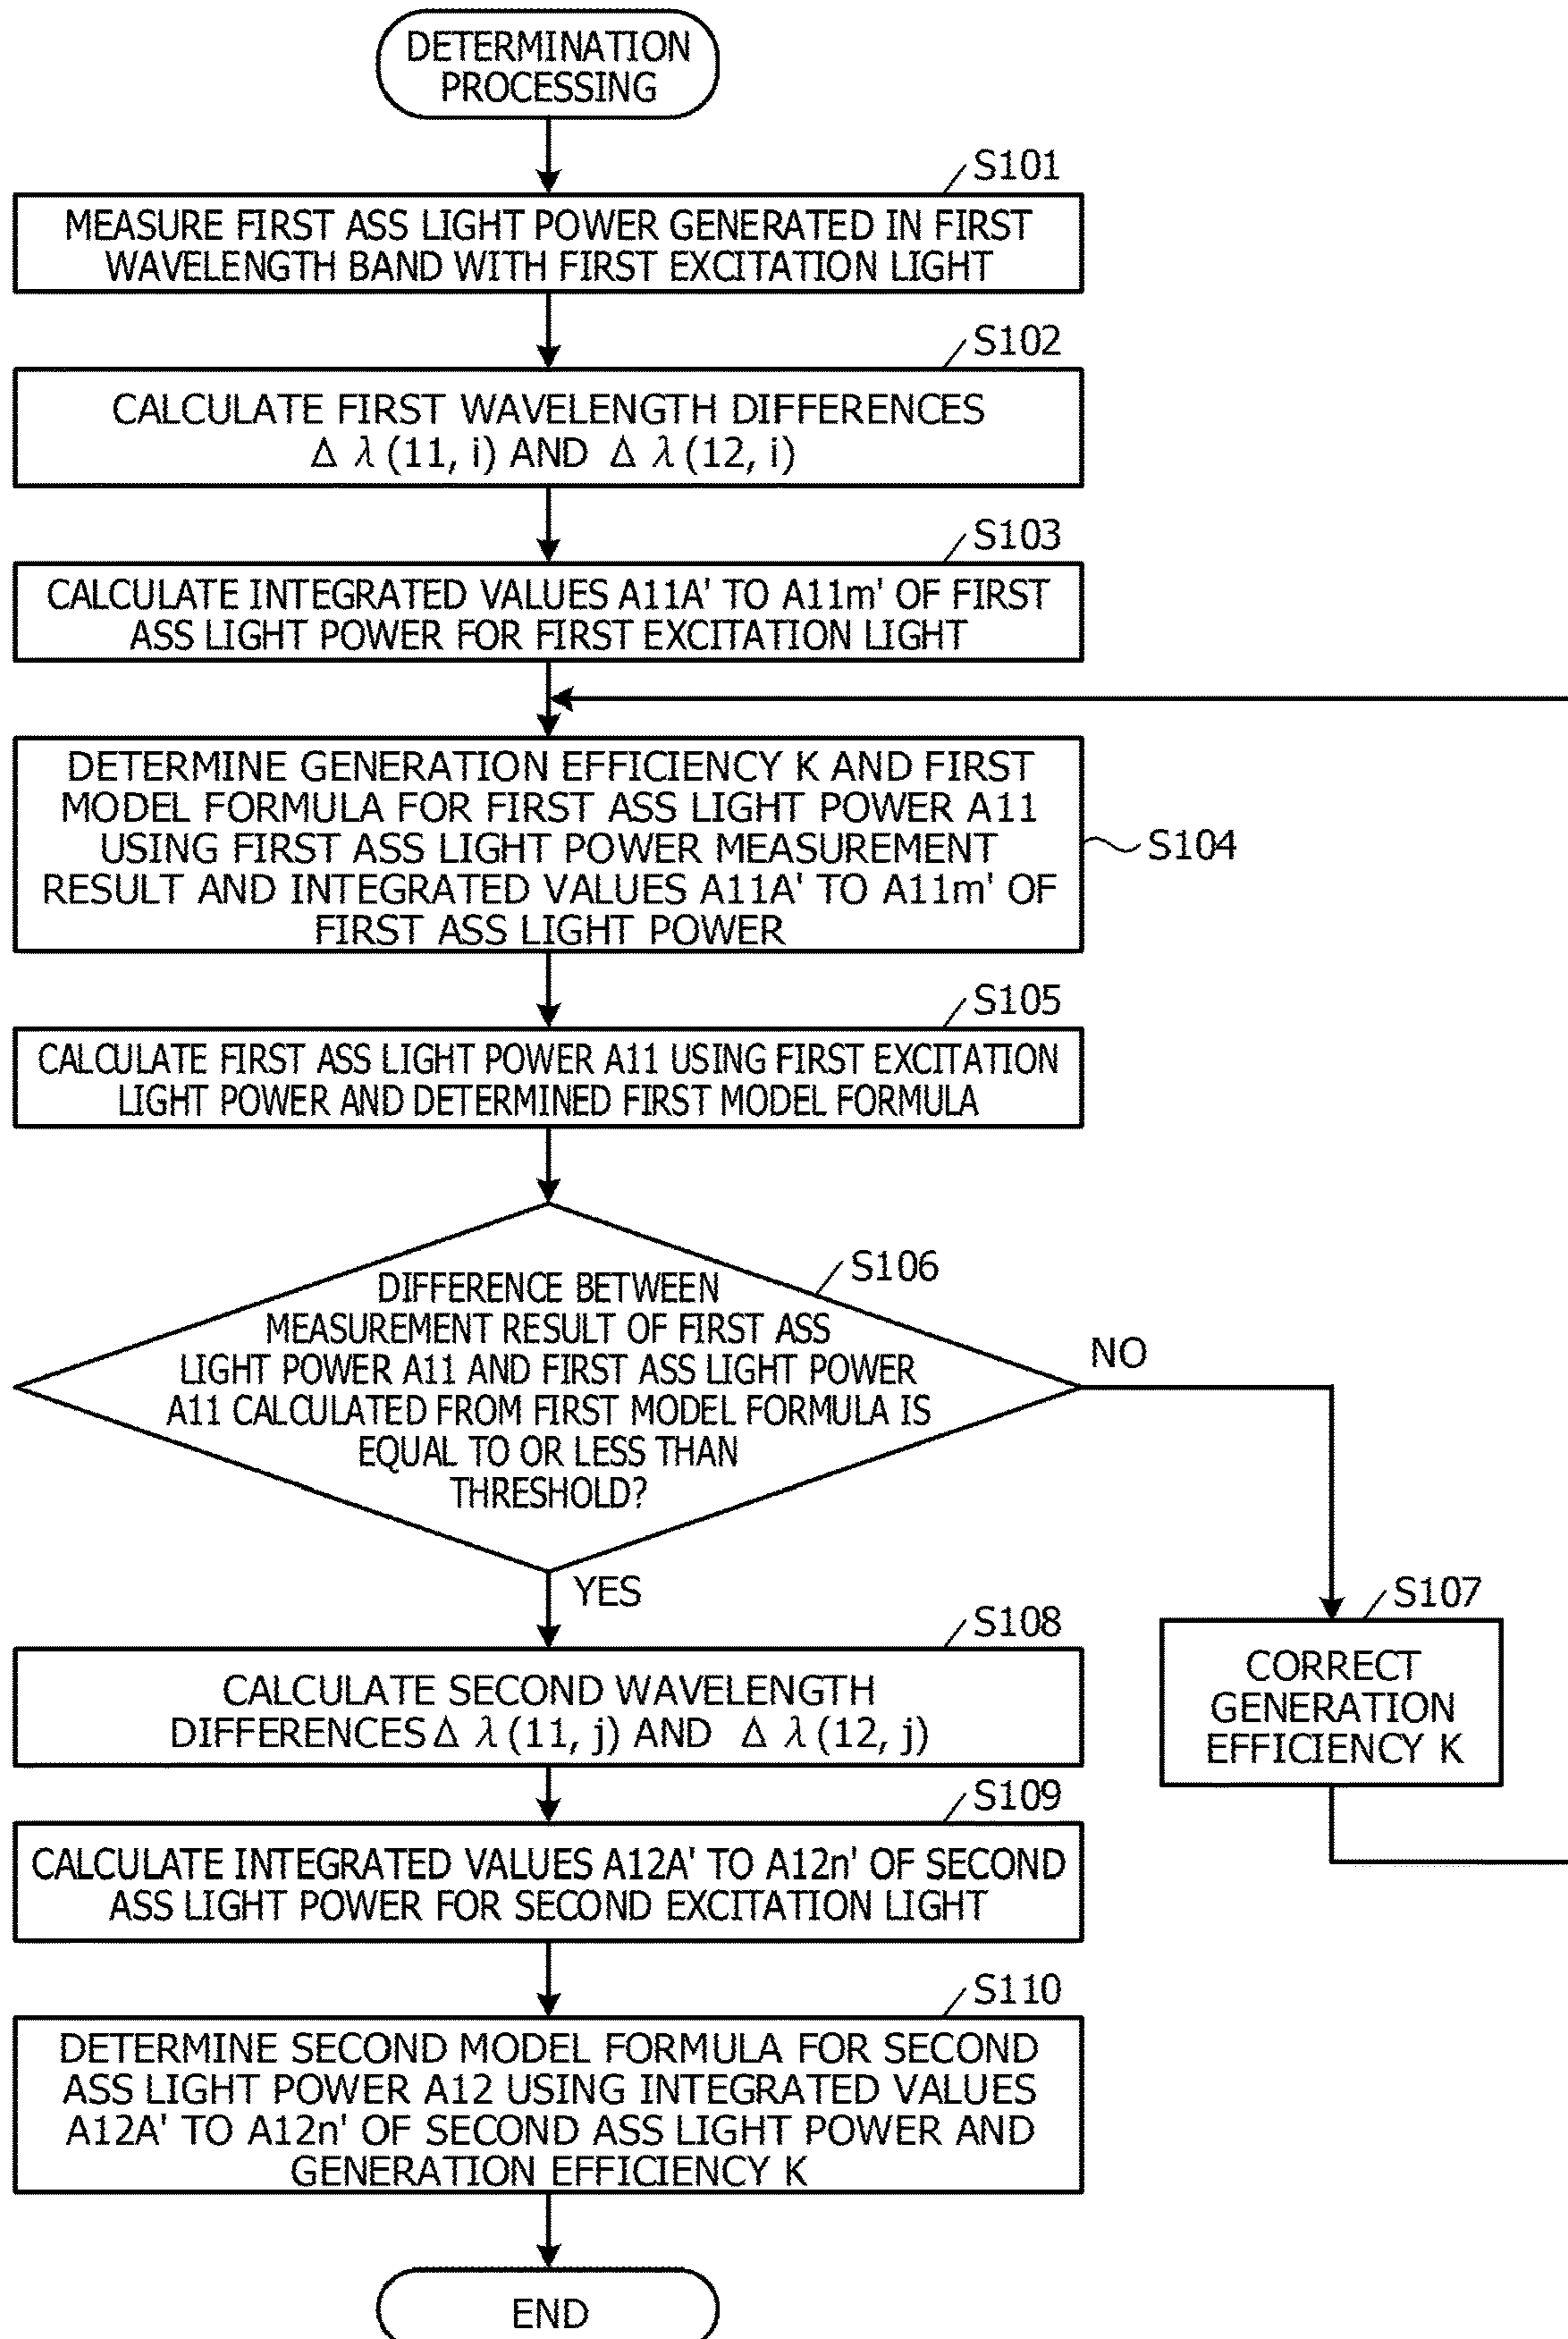 DETERMINATION
PROCESSING
S101
MEASURE FIRST ASS LIGHT POWER GENERATED IN FIRST
WAVELENGTH BAND WITH FIRST EXCITATION LIGHT
S102
CALCULATE FIRST WAVELENGTH DIFFERENCES
Δ λ (11, i) AND Δ λ (12, i)
S103
CALCULATE INTEGRATED VALUES A11A' TO A11m' OF FIRST
ASS LIGHT POWER FOR FIRST EXCITATION LIGHT
DETERMINE GENERATION EFFICIENCY K AND FIRST
MODEL FORMULA FOR FIRST ASS LIGHT POWER A11
USING FIRST ASS LIGHT POWER MEASUREMENT
RESULT AND INTEGRATED VALUES A11A' TO A11m' OF
FIRST ASS LIGHT POWER
S104
S105
CALCULATE FIRST ASS LIGHT POWER A11 USING FIRST EXCITATION
LIGHT POWER AND DETERMINED FIRST MODEL FORMULA
S106
DIFFERENCE BETWEEN
MEASUREMENT RESULT OF FIRST ASS
LIGHT POWER A11 AND FIRST ASS LIGHT POWER
A11 CALCULATED FROM FIRST MODEL FORMULA IS
EQUAL TO OR LESS THAN
THRESHOLD?
NO
YES
S107
CORRECT
GENERATION
EFFICIENCY K
S108
CALCULATE SECOND WAVELENGTH
DIFFERENCES Δ λ (11, j) AND Δ λ (12, j)
S109
CALCULATE INTEGRATED VALUES A12A' TO A12n' OF SECOND
ASS LIGHT POWER FOR SECOND EXCITATION LIGHT
S110
DETERMINE SECOND MODEL FORMULA FOR SECOND
ASS LIGHT POWER A12 USING INTEGRATED VALUES
A12A' TO A12n' OF SECOND ASS LIGHT POWER AND
GENERATION EFFICIENCY K
END